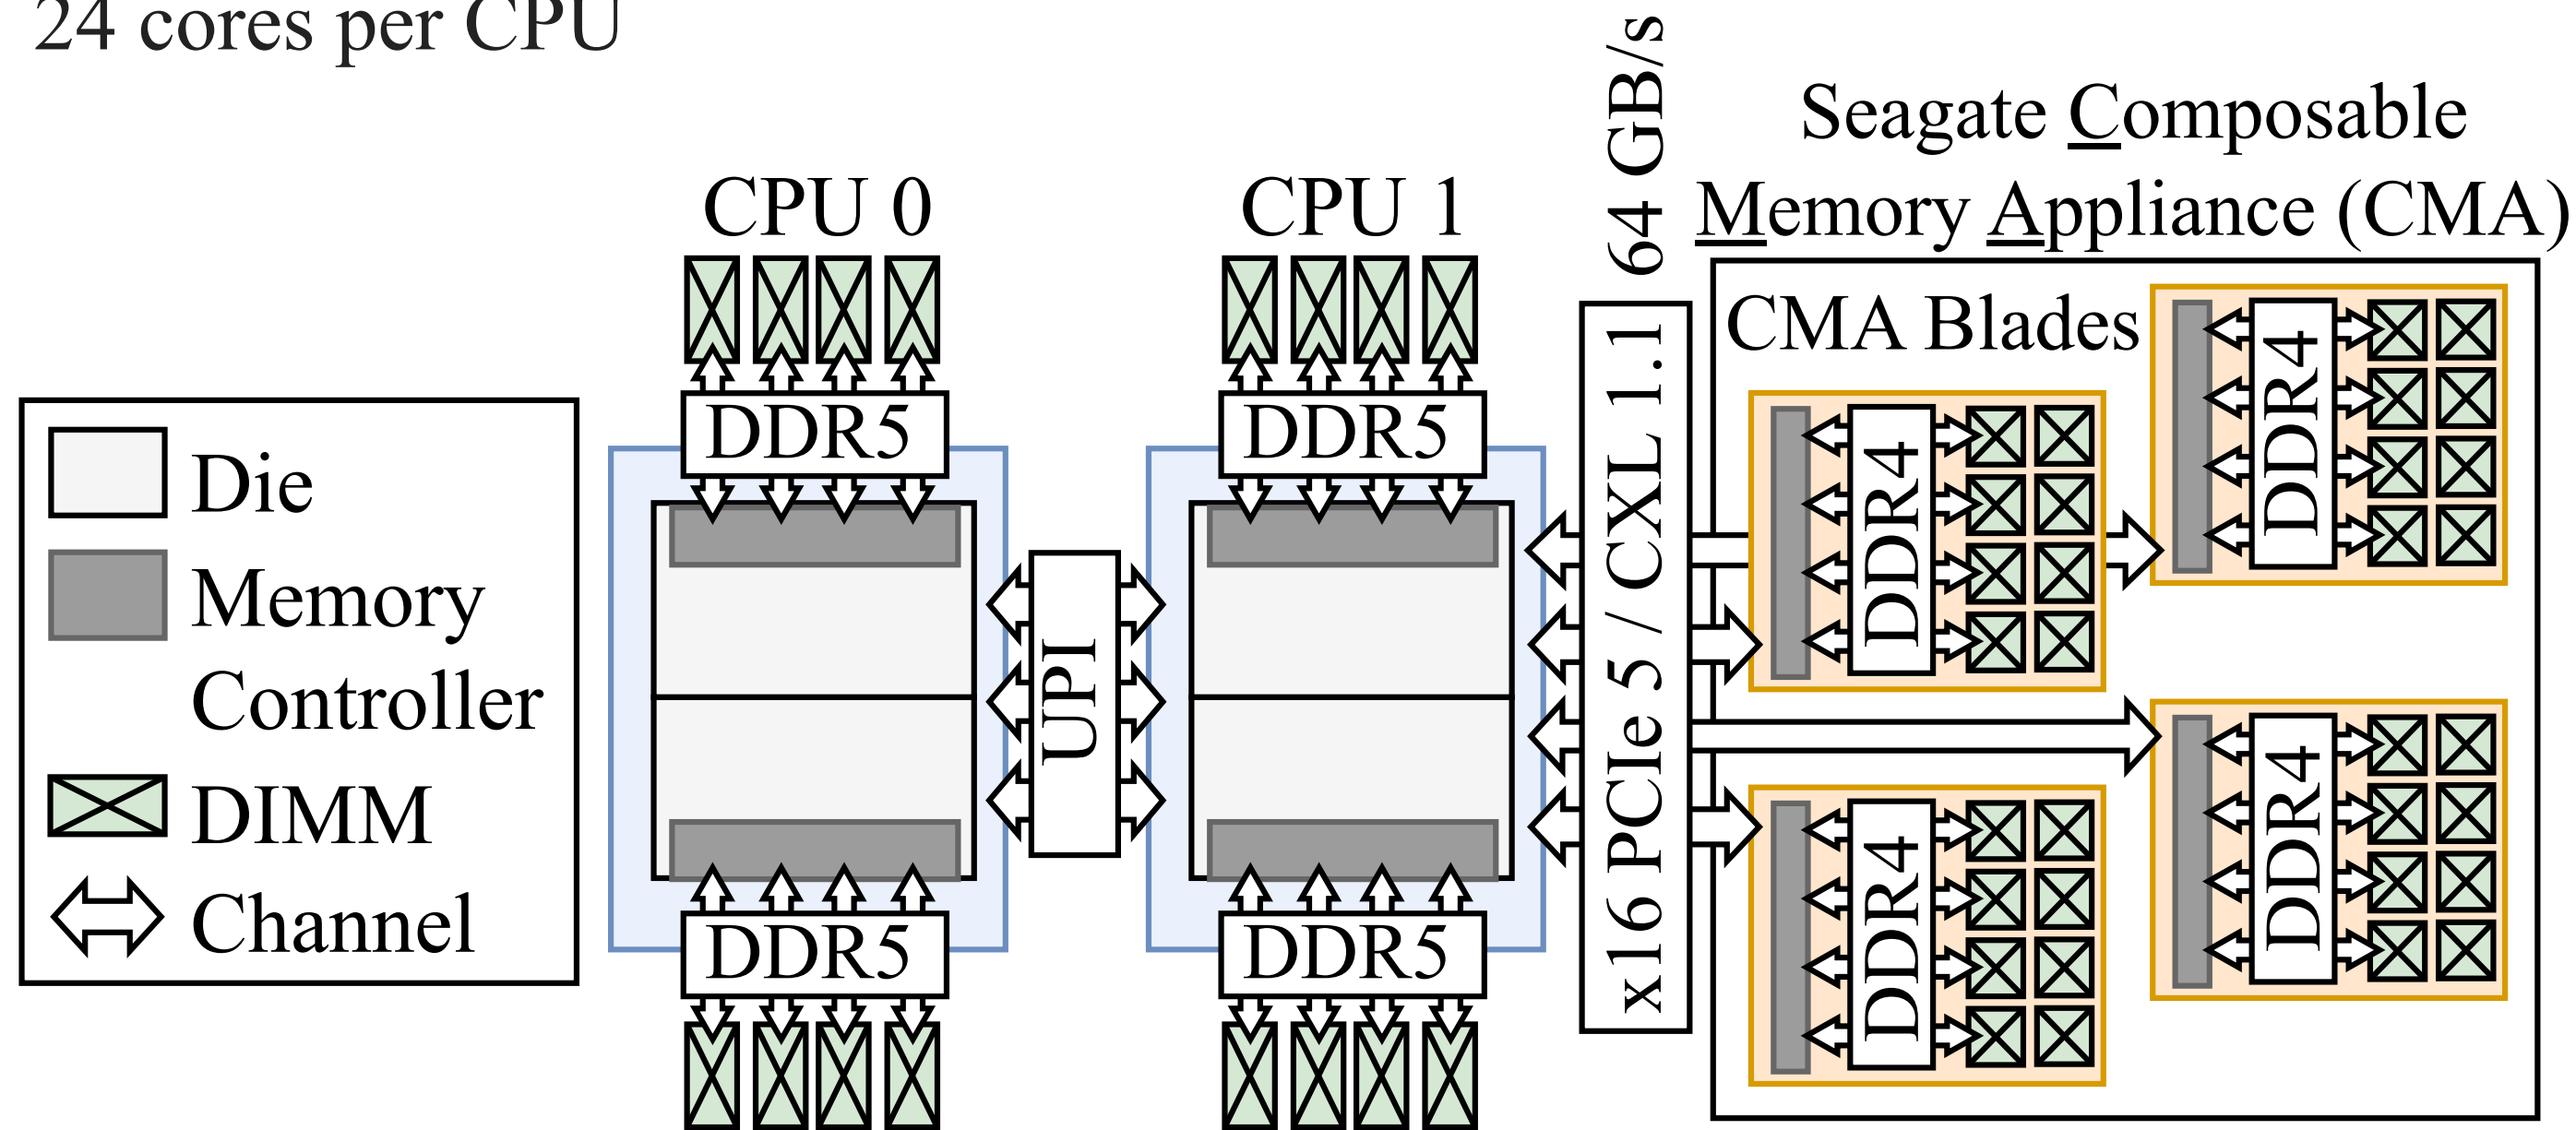 24 cores per CPU
CPU 0
CPU 1
64 GB/s
Seagate Composable
Memory Appliance (CMA)
CMA Blades
Die
Memory
Controller
DIMM
Channel
DDR5
DDR5
DDR5
DDR5
UPI
x16 PCIe 5 / CXL 1.1
DDR4
DDR4
DDR4
DDR4